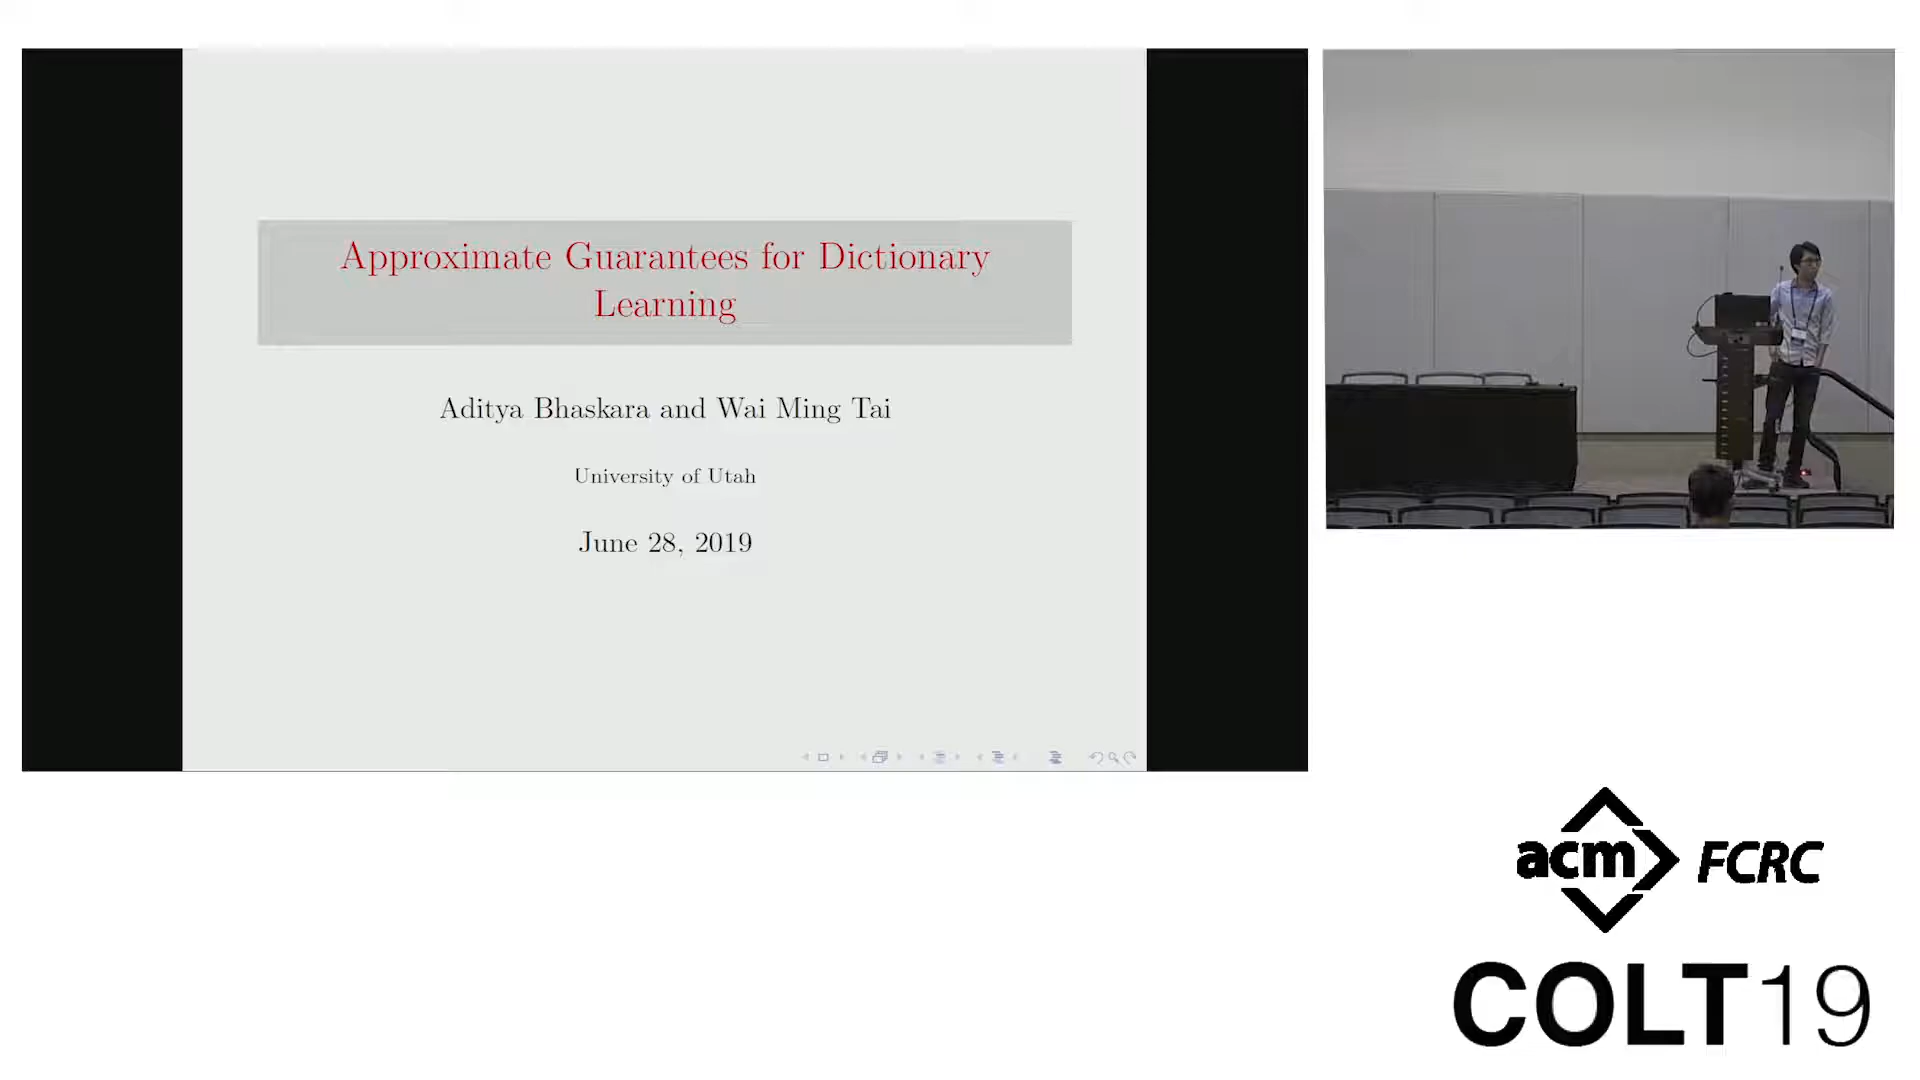 Approximate Guarantees for Dictionary
Learning
Aditya Bhaskara and Wai Ming Tai
University of Utah
June 28, 2019
acm FCRC
COLT19